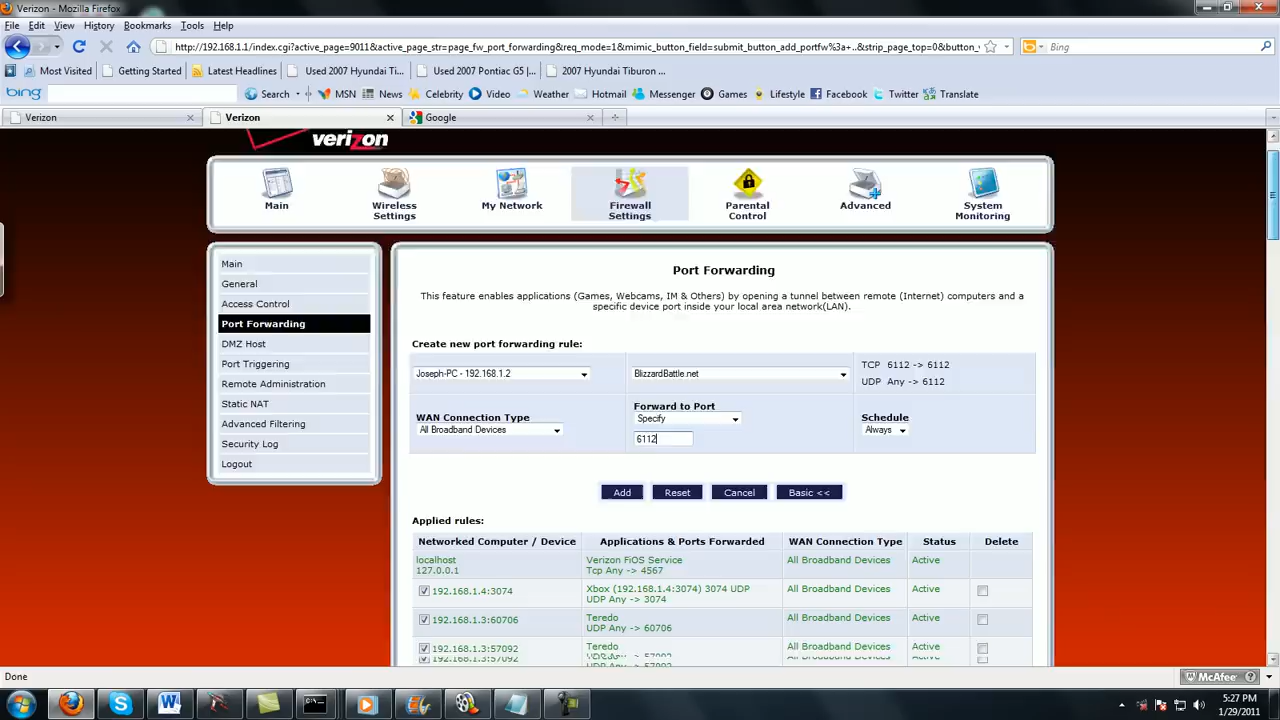 Verizon - Mozilla Firefox
File Edit View History Bookmarks Tools Help
http://192.168.1.1/index.cgi?active_page=9011&active_page_str=page_fw_port_forwarding&req_mode=1&mimic_button_field=submit_button_add_portfw%3a+..&strip_page_top=0&button_ Bing
Most Visited Getting Started Latest Headlines Used 2007 Hyundai Ti... Used 2007 Pontiac G5 |... 2007 Hyundai Tiburon ...
bing Search MSN News Celebrity Video Weather Hotmail Messenger Games Lifestyle Facebook Twitter Translate
Verizon Verizon Google
verizon
Main Wireless Settings My Network Firewall Settings Parental Control Advanced System Monitoring
Main
General
Access Control
Port Forwarding
DMZ Host
Port Triggering
Remote Administration
Static NAT
Advanced Filtering
Security Log
Logout
Port Forwarding
This feature enables applications (Games, Webcams, IM & Others) by opening a tunnel between remote (Internet) computers and a
specific device port inside your local area network(LAN).
Create new port forwarding rule:
Joseph-PC - 192.168.1.2 BlizzardBattle.net TCP 6112 -> 6112
UDP Any -> 6112
WAN Connection Type Forward to Port Schedule
All Broadband Devices Specify Always
6112
Add Reset Cancel Basic <<
Applied rules:
Networked Computer / Device Applications & Ports Forwarded WAN Connection Type Status Delete
localhost Verizon FiOS Service All Broadband Devices Active
127.0.0.1 Tcp Any -> 4567
192.168.1.4:3074 Xbox (192.168.1.4:3074) 3074 UDP All Broadband Devices Active
UDP Any -> 3074
192.168.1.3:60706 Teredo All Broadband Devices Active
UDP Any -> 60706
192.168.1.3:57092 Teredo All Broadband Devices Active
192.168.1.3:57092 UDP Any -> 57092
Done McAfee
5:27 PM
1/29/2011